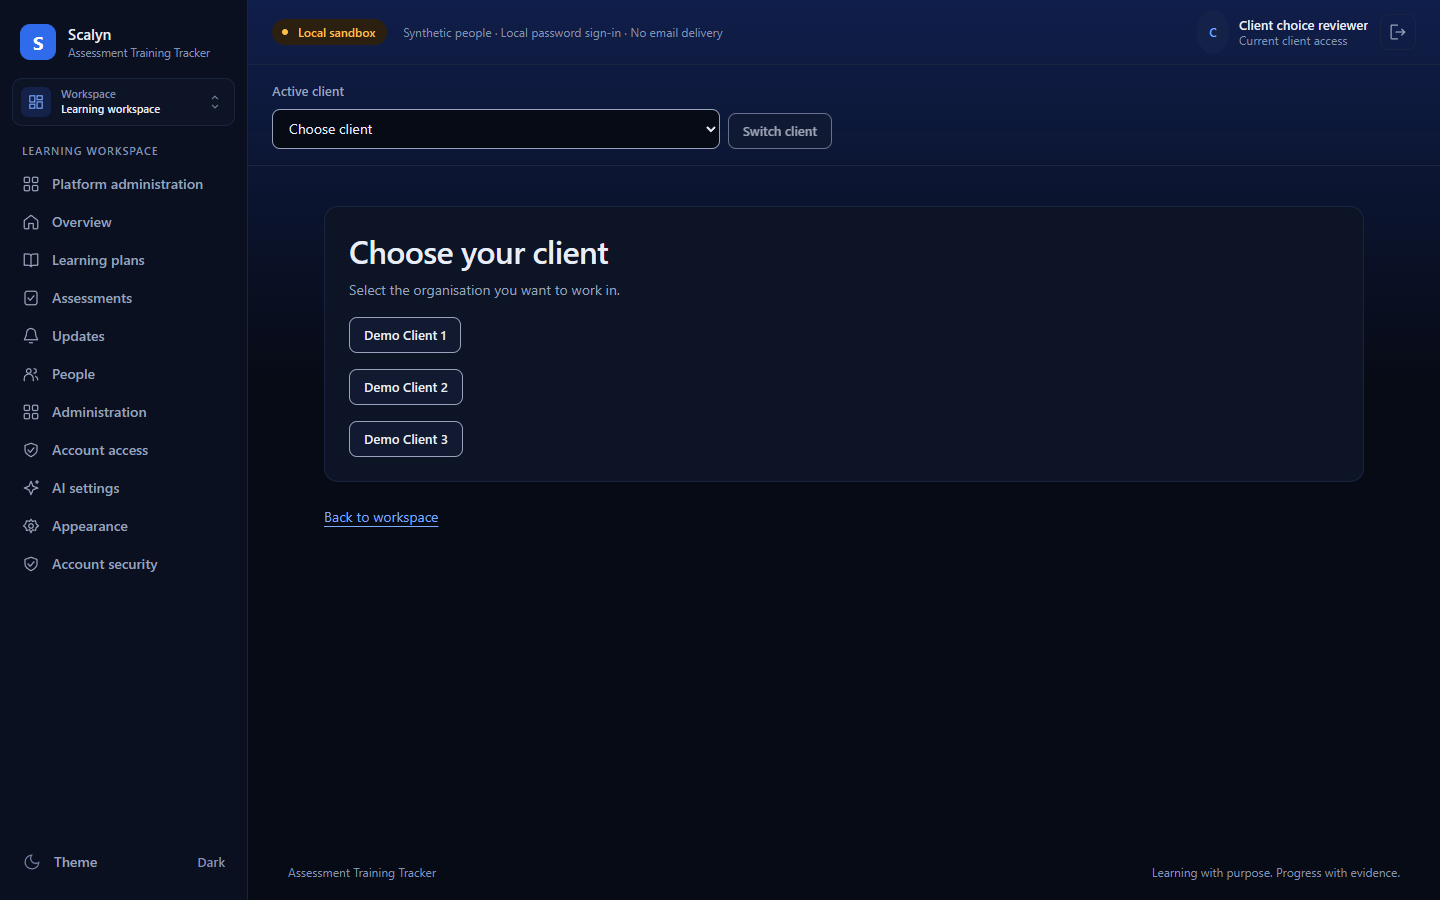 S
Scalyn
Assessment Training Tracker
Workspace
Learning workspace
LEARNING WORKSPACE
Platform administration
Overview
Learning plans
Assessments
Updates
People
Administration
Account access
AI settings
Appearance
Account security
Theme Dark
Local sandbox
Synthetic people · Local password sign-in · No email delivery
C
Client choice reviewer
Current client access
Active client
Choose client
Switch client
Choose your client
Select the organisation you want to work in.
Demo Client 1
Demo Client 2
Demo Client 3
Back to workspace
Assessment Training Tracker
Learning with purpose. Progress with evidence.